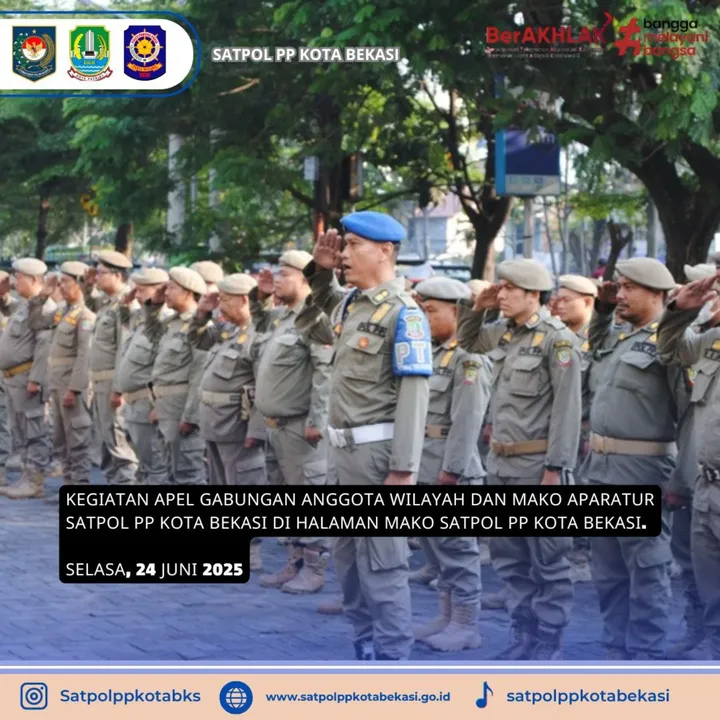 SATPOL PP KOTA BEKASI
BerAKHLAK
# bangga
melayani
bangsa
PT
KEGIATAN APEL GABUNGAN ANGGOTA WILAYAH DAN MAKO APARATUR
SATPOL PP KOTA BEKASI DI HALAMAN MAKO SATPOL PP KOTA BEKASI.
SELASA, 24 JUNI 2025
Satpolppkotabks
www.satpolppkotabekasi.go.id
satpolppkotabekasi